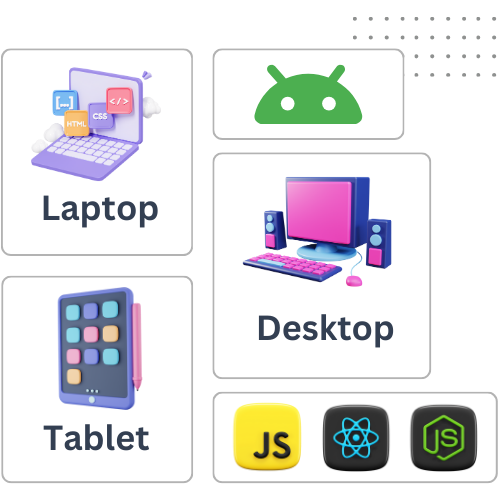 [...]
</>
CSS
HTML
Laptop
Desktop
Tablet
JS
JS